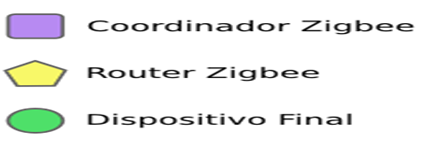 Coordinador Zigbee
Router Zigbee
Dispositivo Final